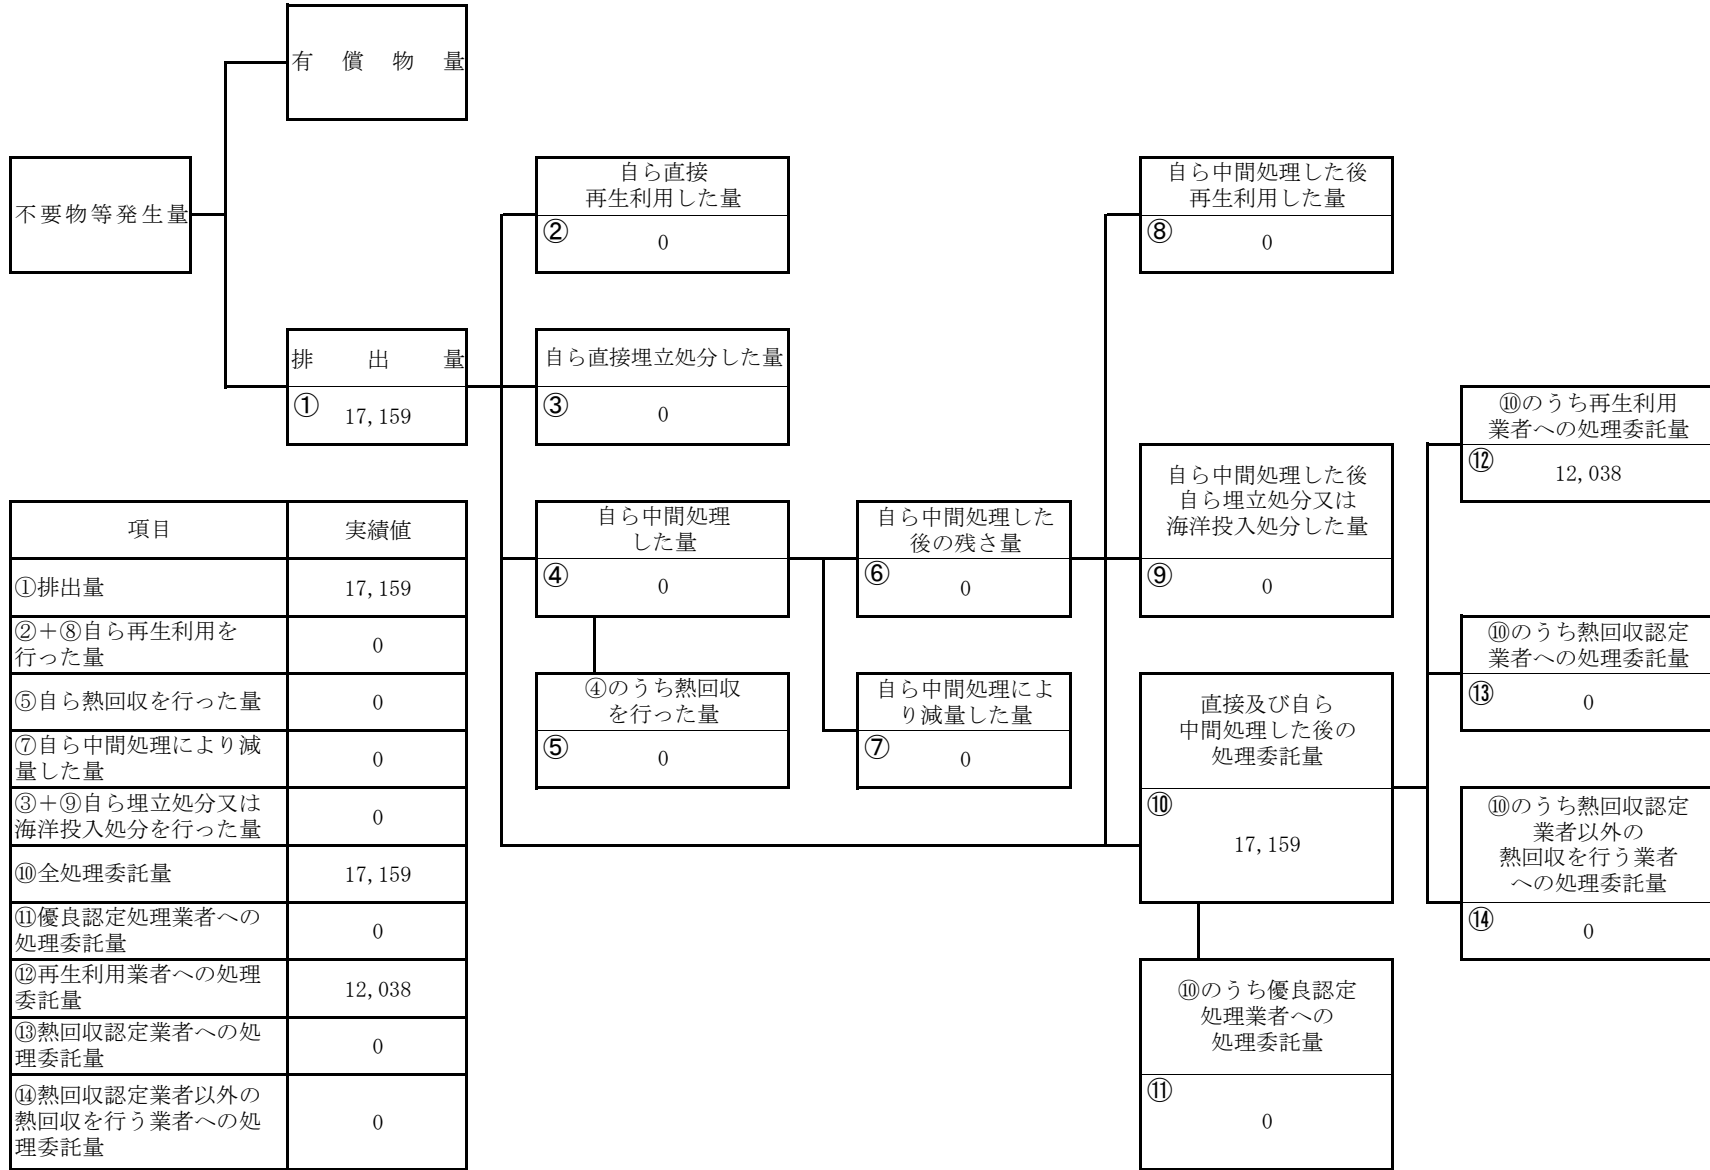 有償物量
不要物等発生量
自ら直接
再生利用した量
②
0
自ら中間処理した後
再生利用した量
⑧
0
排出量
①
17,159
自ら直接埋立処分した量
③
0
⑩のうち再生利用
業者への処理委託量
⑫
12,038
自ら中間処理した後
自ら埋立処分又は
海洋投入処分した量
⑨
0
自ら中間処理
した量
④
0
自ら中間処理した
後の残さ量
⑥
0
⑩のうち熱回収認定
業者への処理委託量
⑬
0
④のうち熱回収
を行った量
⑤
0
自ら中間処理によ
り減量した量
⑦
0
直接及び自ら
中間処理した後の
処理委託量
⑩
17,159
⑩のうち熱回収認定
業者以外の
熱回収を行う業者
への処理委託量
⑭
0
⑩のうち優良認定
処理業者への
処理委託量
⑪
0
項目 実績値
①排出量 17,159
②＋⑧自ら再生利用を
行った量 0
⑤自ら熱回収を行った量 0
⑦自ら中間処理により減
量した量 0
③＋⑨自ら埋立処分又は
海洋投入処分を行った量 0
⑩全処理委託量 17,159
⑪優良認定処理業者への
処理委託量 0
⑫再生利用業者への処理
委託量 12,038
⑬熱回収認定業者への処
理委託量 0
⑭熱回収認定業者以外の
熱回収を行う業者への処 0
理委託量